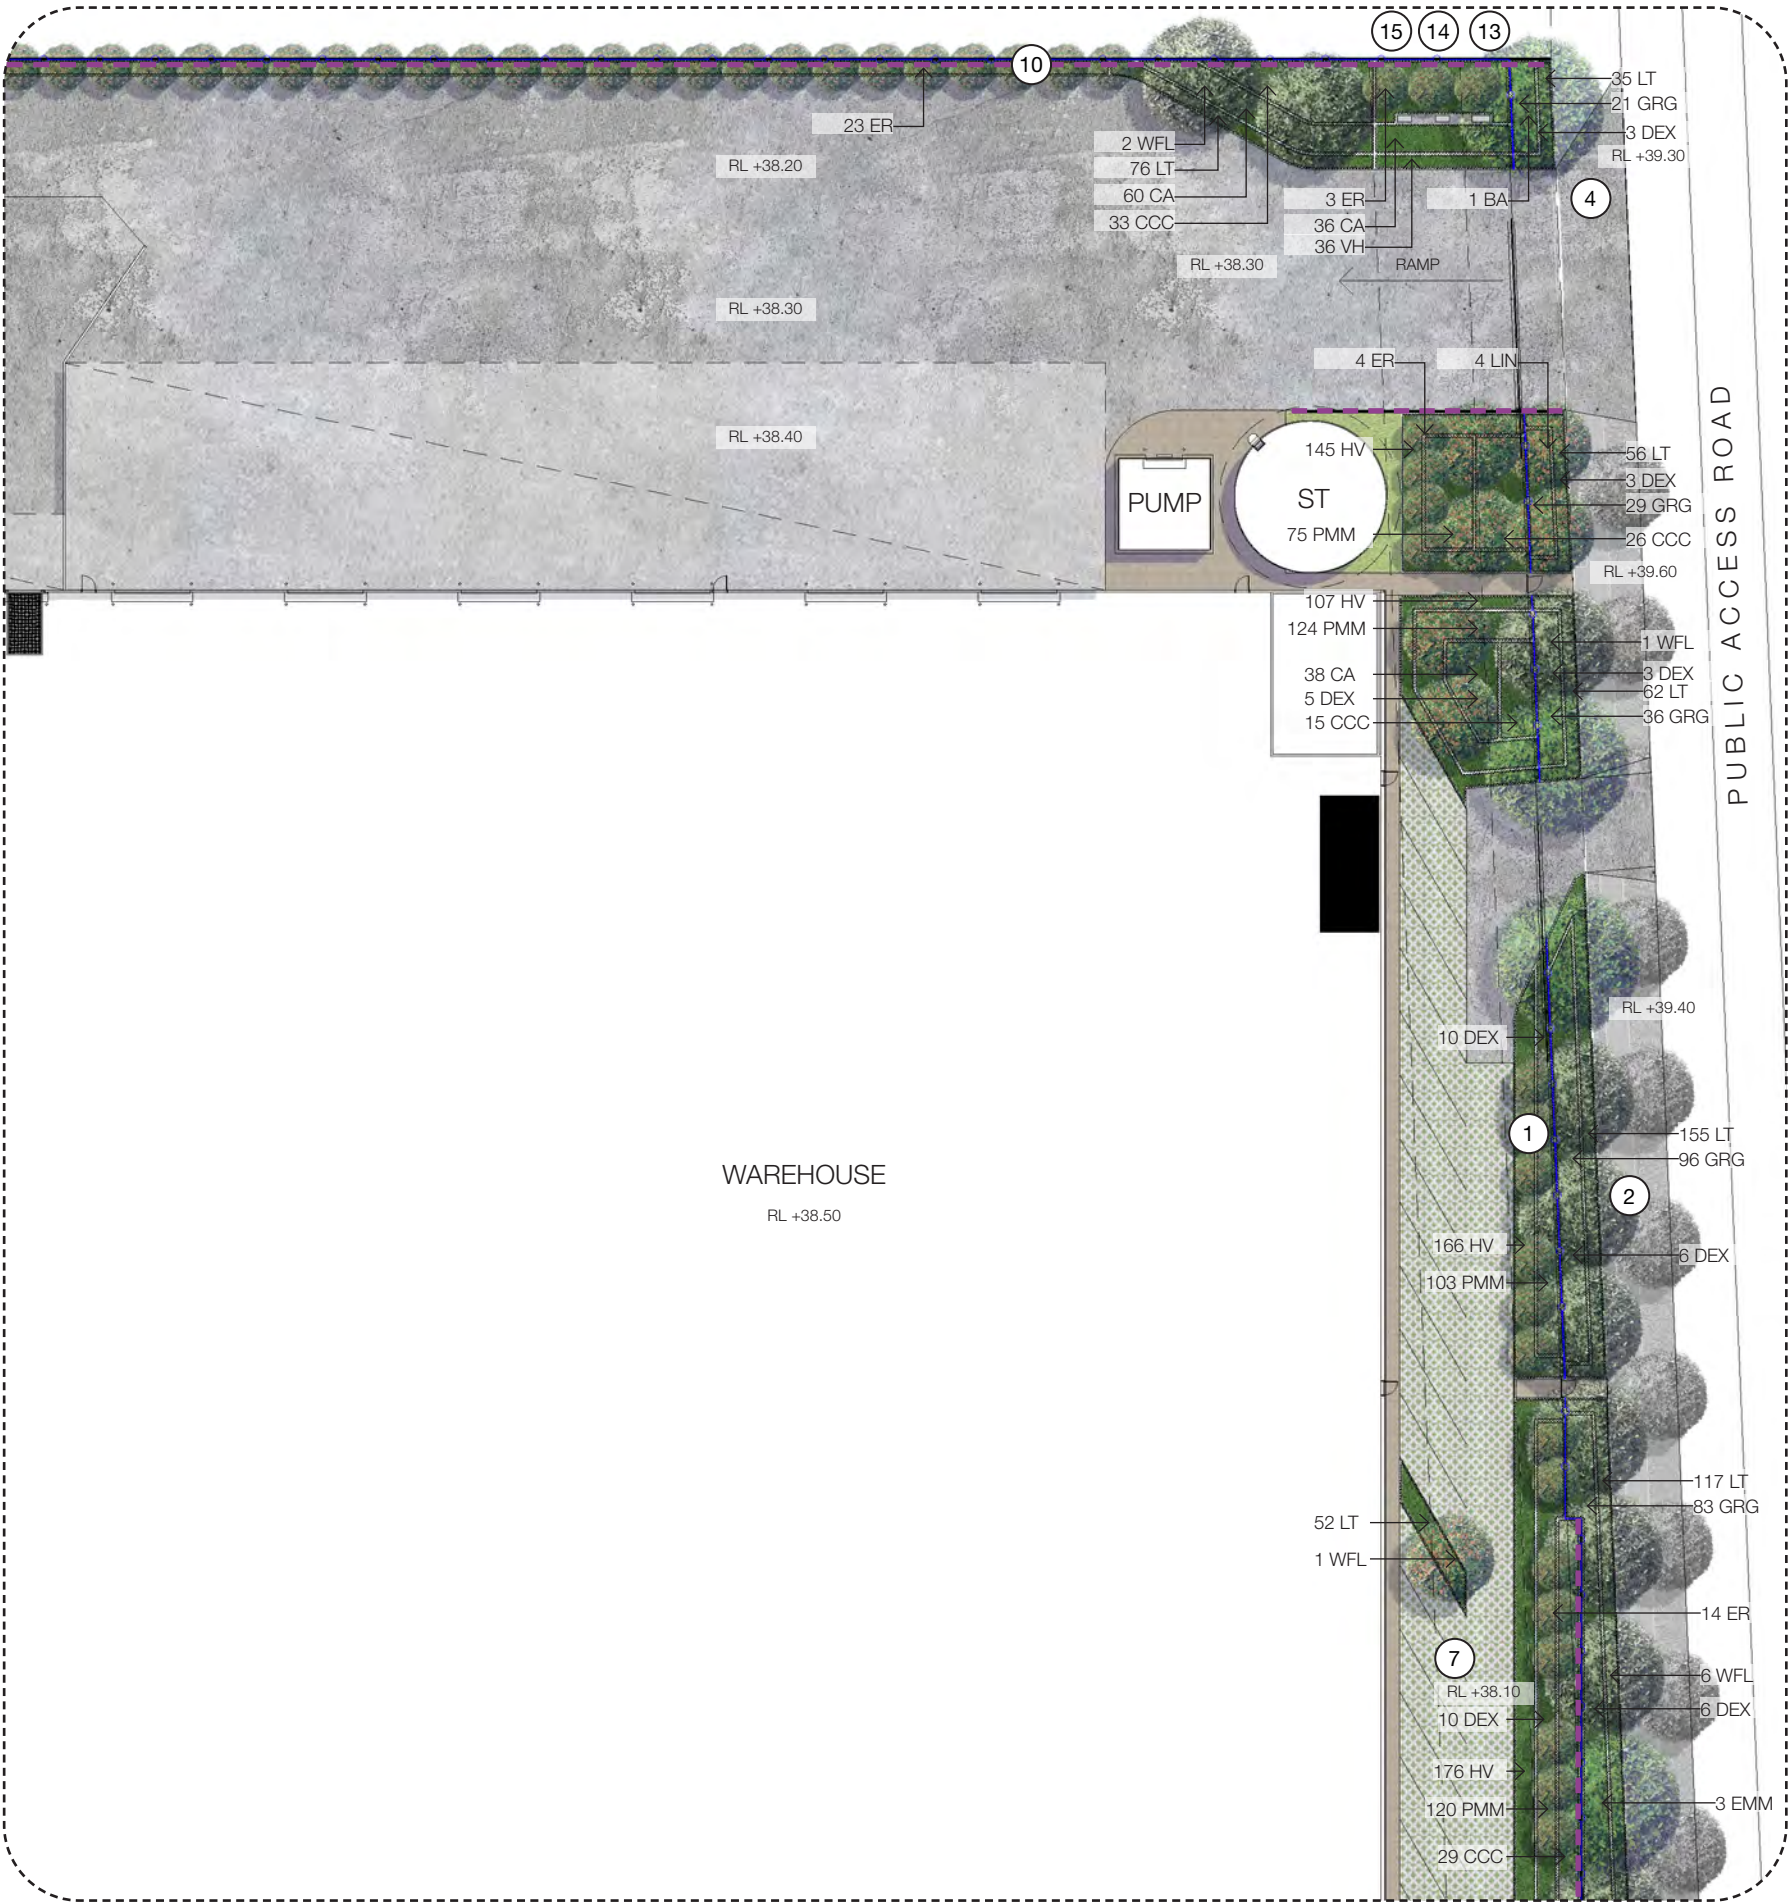 15
14
13
10
35 LT
21 GRG
3 DEX
RL +39.30
23 ER
2 WFL
76 LT
60 CA
33 CCC
RL +38.20
3 ER
1 BA
36 CA
36 VH
4
RL +38.30
RAMP
RL +38.30
4 ER
4 LIN
RL +38.40
145 HV
56 LT
3 DEX
29 GRG
26 CCC
PUMP
ST
75 PMM
RL +39.60
PUBLIC ACCESS ROAD
107 HV
124 PMM
38 CA
5 DEX
15 CCC
1 WFL
3 DEX
62 LT
36 GRG
RL +39.40
10 DEX
1
155 LT
96 GRG
2
WAREHOUSE
RL +38.50
166 HV
6 DEX
103 PMM
117 LT
83 GRG
52 LT
1 WFL
14 ER
7
6 WFL
RL +38.10
6 DEX
10 DEX
176 HV
3 EMM
120 PMM
29 CCC